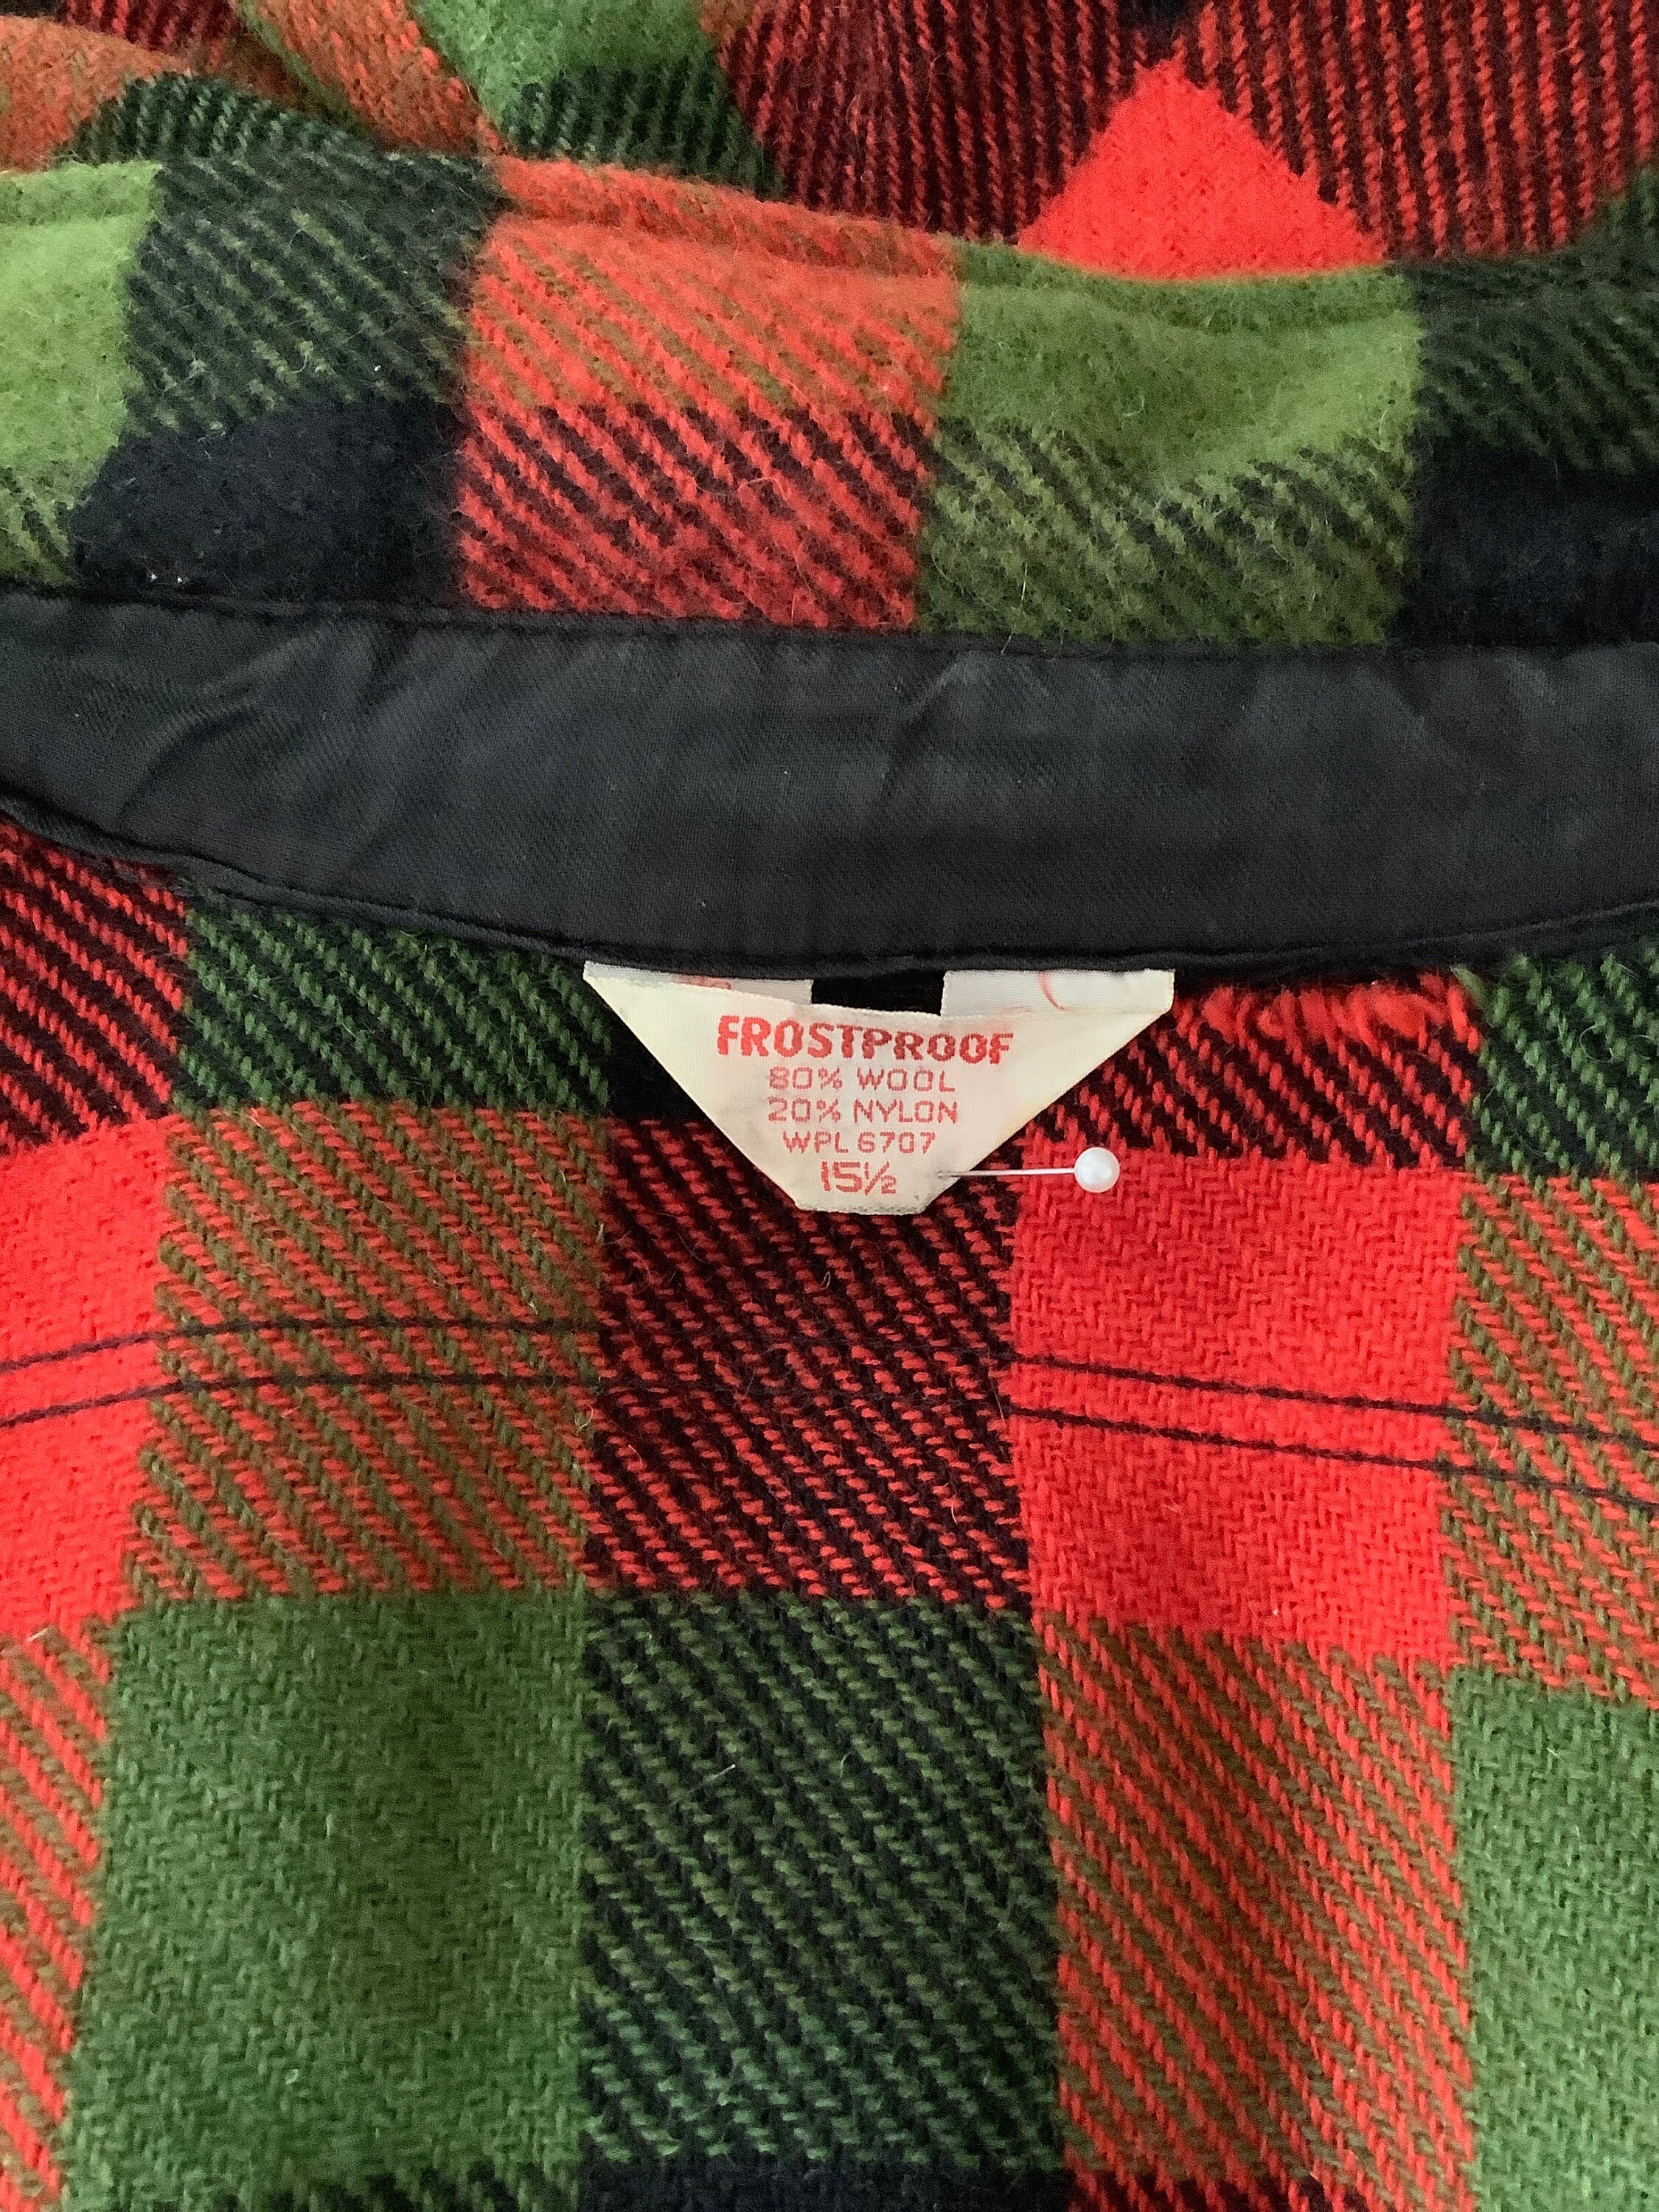 FROSTPROOF
80% WOOL
20% NYLON
WPL 6707
15½